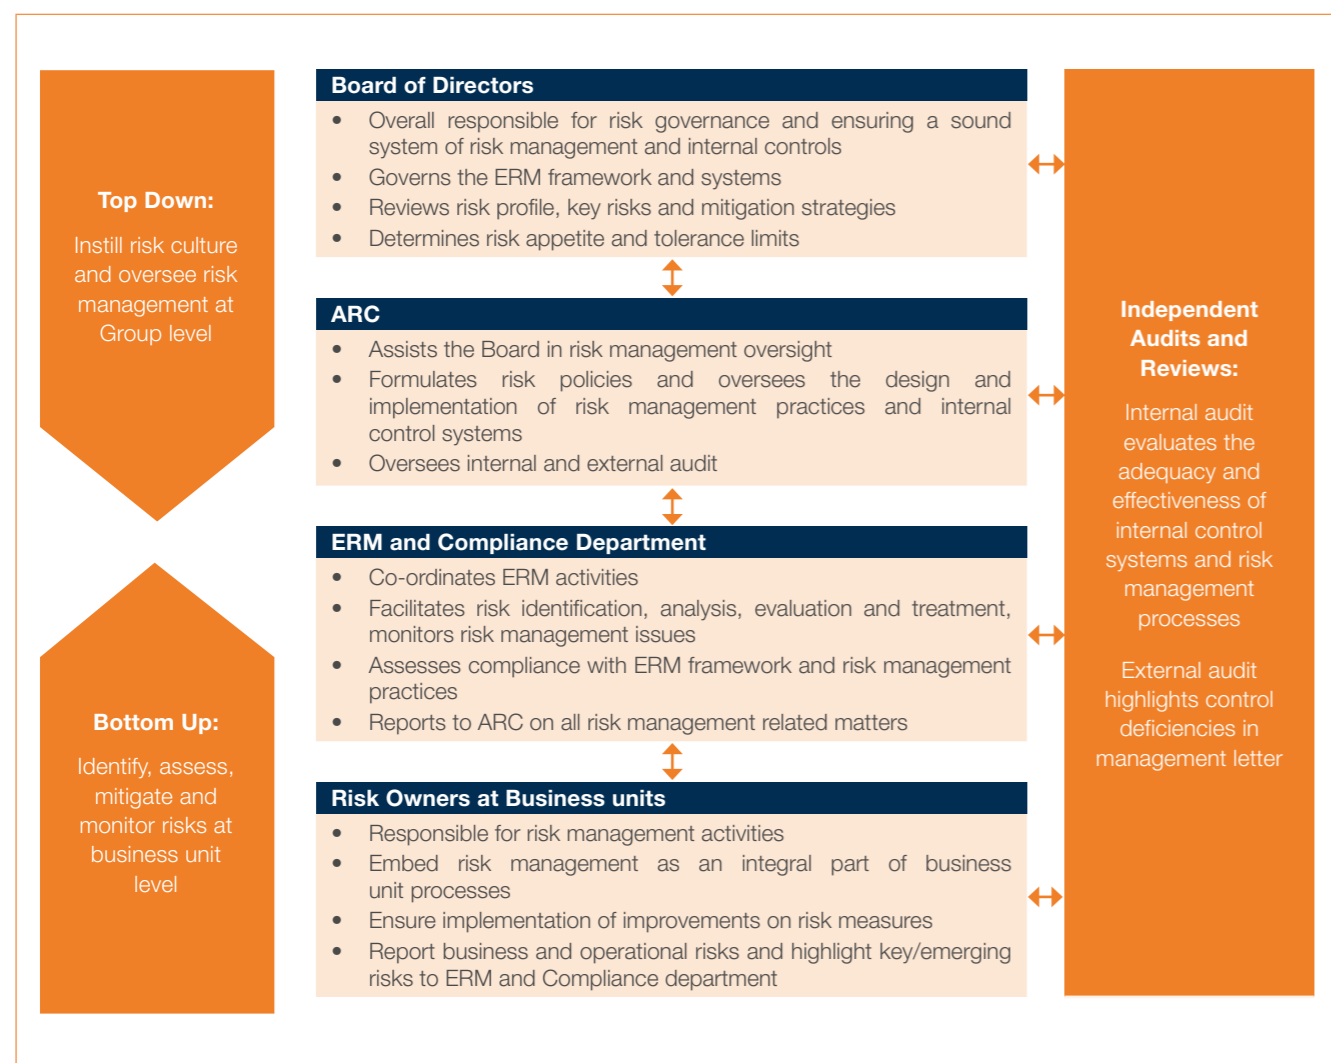 Top Down:
Instill risk culture
and oversee risk
management at
Group level
Bottom Up:
Identify, assess,
mitigate and
monitor risks at
business unit
level
Board of Directors
• Overall responsible for risk governance and ensuring a sound
system of risk management and internal controls
• Governs the ERM framework and systems
• Reviews risk profile, key risks and mitigation strategies
• Determines risk appetite and tolerance limits
ARC
• Assists the Board in risk management oversight
• Formulates risk policies and oversees the design and
implementation of risk management practices and internal
control systems
• Oversees internal and external audit
ERM and Compliance Department
• Co-ordinates ERM activities
• Facilitates risk identification, analysis, evaluation and treatment,
monitors risk management issues
• Assesses compliance with ERM framework and risk management
practices
• Reports to ARC on all risk management related matters
Risk Owners at Business units
• Responsible for risk management activities
• Embed risk management as an integral part of business
unit processes
• Ensure implementation of improvements on risk measures
• Report business and operational risks and highlight key/emerging
risks to ERM and Compliance department
Independent
Audits and
Reviews:
Internal audit
evaluates the
adequacy and
effectiveness of
internal control
systems and risk
management
processes
External audit
highlights control
deficiencies in
management letter